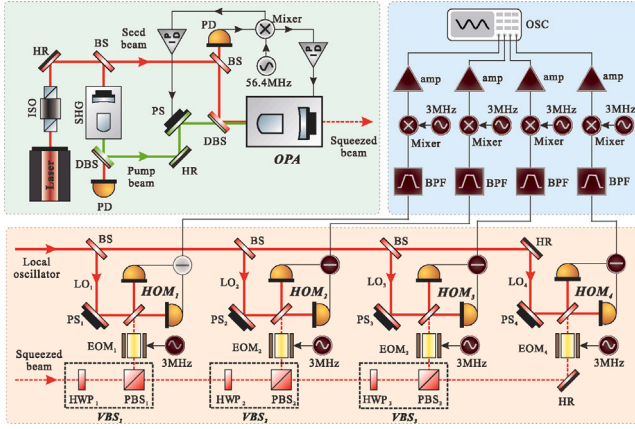 Seed
beam
PD
Mixer
OSC
HR
BS
PID
56.4MHz
PID
BS
ISO
SHG
PS
DBS
Laser
DBS
Pump
beam
HR
PD
OPA
Squeezed
beam
amp
amp
amp
amp
3MHz
3MHz
3MHz
3MHz
Mixer
Mixer
Mixer
Mixer
BPF
BPF
BPF
BPF
BS
BS
BS
HR
Local
oscillator
LO1
HOM1
LO2
HOM2
LO3
HOM3
LO4
HOM4
PS1
PS2
PS3
PS4
EOM1
EOM2
EOM3
EOM4
3MHz
3MHz
3MHz
3MHz
Squeezed
beam
HWP1
PBS1
HWP2
PBS2
HWP3
PBS3
HR
VBS1
VBS2
VBS3